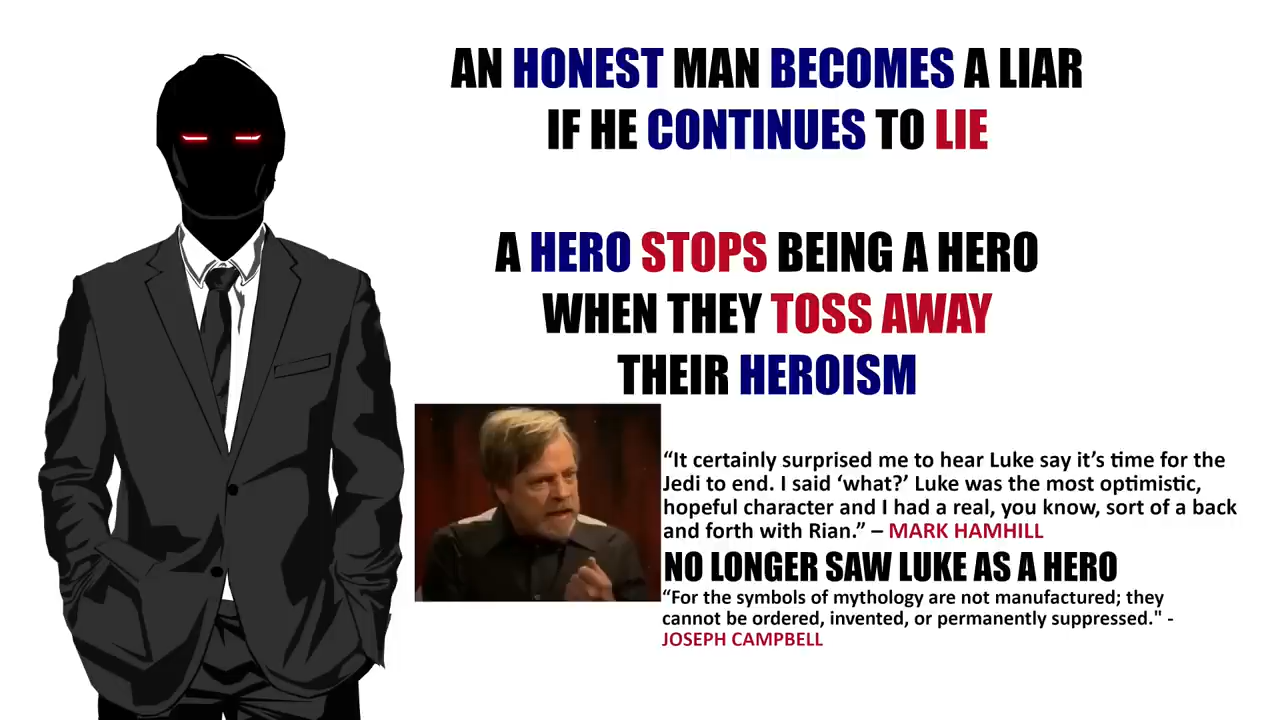 AN HONEST MAN BECOMES A LIAR
IF HE CONTINUES TO LIE
A HERO STOPS BEING A HERO
WHEN THEY TOSS AWAY
THEIR HEROISM
“It certainly surprised me to hear Luke say it’s time for the
Jedi to end. I said ‘what?’ Luke was the most optimistic,
hopeful character and I had a real, you know, sort of a back
and forth with Rian.” – MARK HAMHILL
NO LONGER SAW LUKE AS A HERO
“For the symbols of mythology are not manufactured; they
cannot be ordered, invented, or permanently suppressed." -
JOSEPH CAMPBELL